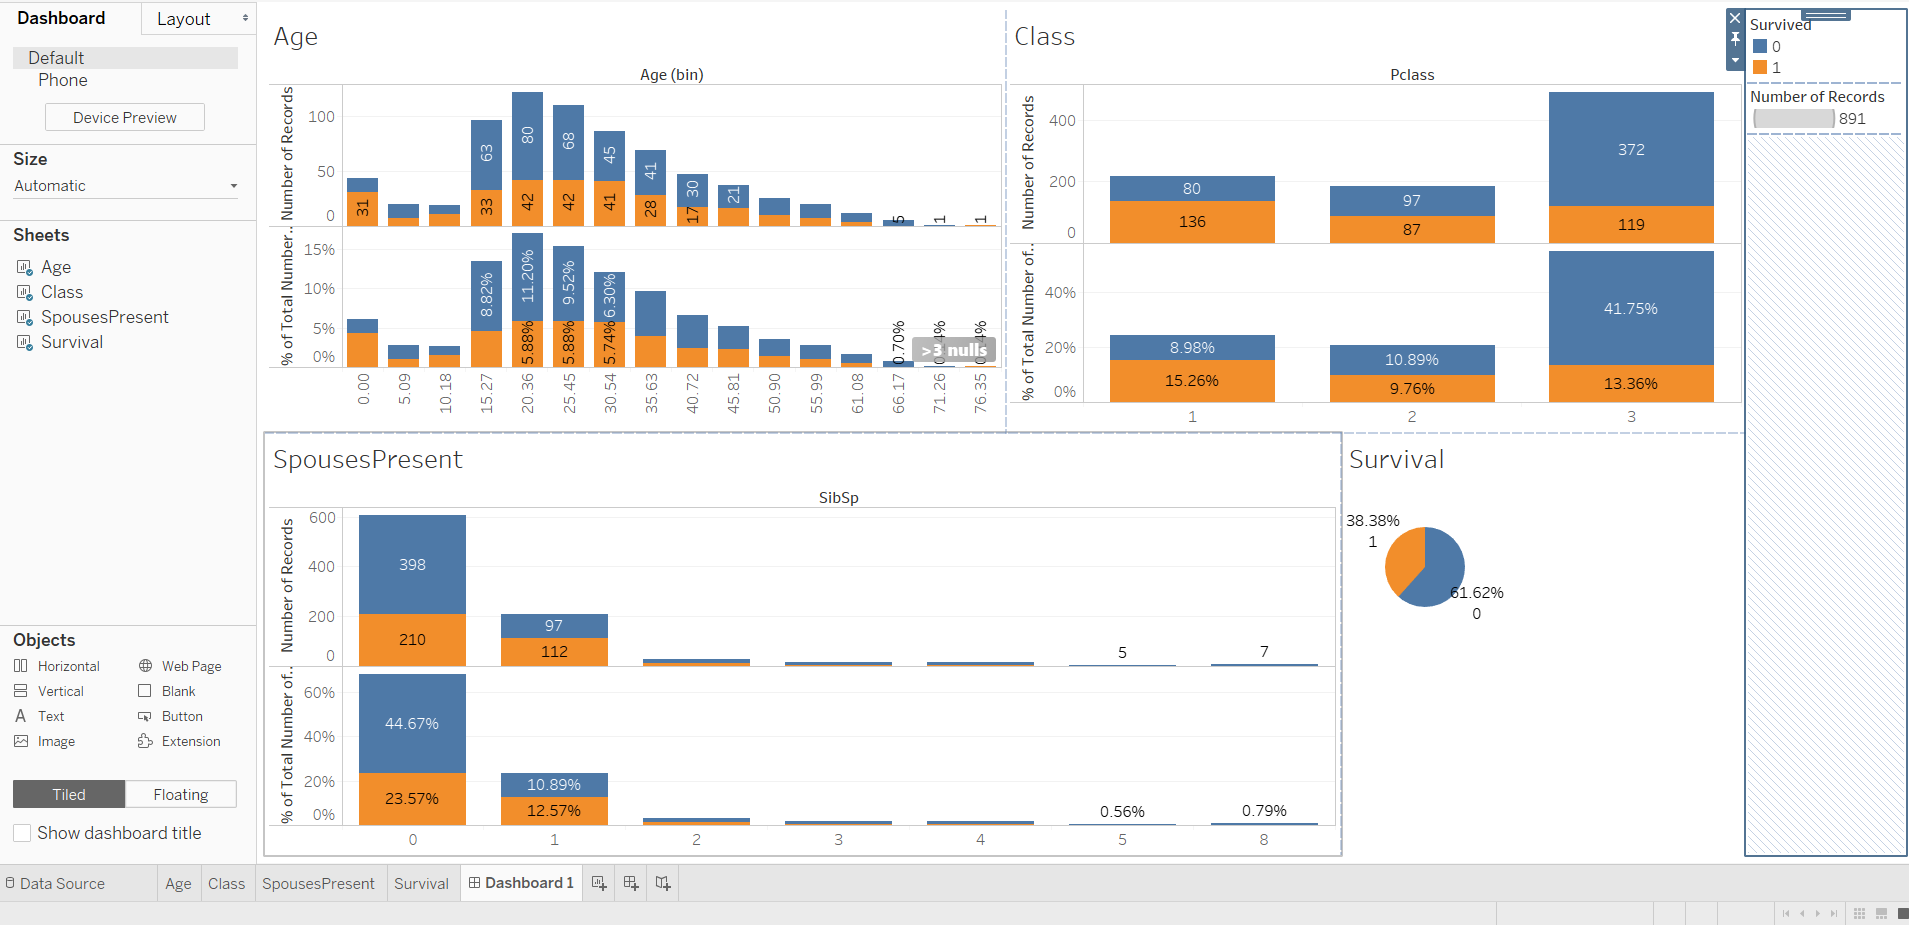 Dashboard
Layout
Default
Phone
Device Preview
Size
Automatic
Sheets
Age
Class
SpousesPresent
Survival
Objects
Horizontal
Web Page
Vertical
Blank
Text
Button
Image
Extension
Tiled
Floating
Show dashboard title
Age
Age (bin)
Number of Records
100
50
0
31
63
33
80
42
68
42
45
41
41
28
30
17
21
5
1
1
% of Total Number..
15%
10%
5%
0%
8.82%
11.20%
5.88%
9.52%
5.88%
6.30%
5.74%
0.70%
>3 nulls
0.00
5.09
10.18
15.27
20.36
25.45
30.54
35.63
40.72
45.81
50.90
55.99
61.08
66.17
71.26
76.35
Class
Pclass
Number of Records
400
200
0
80
136
97
87
372
119
% of Total Number of..
40%
20%
0%
8.98%
15.26%
10.89%
9.76%
41.75%
13.36%
1
2
3
Survived
0
1
Number of Records
891
SpousesPresent
SibSp
Number of Records
600
400
200
0
398
210
97
112
5
7
% of Total Number of..
60%
40%
20%
0%
44.67%
23.57%
10.89%
12.57%
0.56%
0.79%
0
1
2
3
4
5
8
Survival
38.38%
1
61.62%
0
Data Source
Age
Class
SpousesPresent
Survival
Dashboard 1